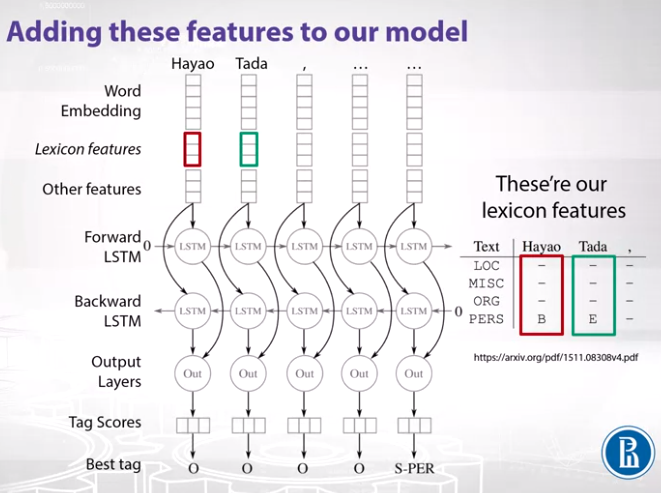 Adding these features to our model
Hayao Tada , ... ...
Word
Embedding
Lexicon features
Other features
These're our
lexicon features
Forward
LSTM
0 LSTM LSTM LSTM LSTM LSTM
Text Hayao Tada ,
LOC – – –
MISC – – –
ORG – – –
PERS B E –
Backward
LSTM
LSTM LSTM LSTM LSTM LSTM 0
https://arxiv.org/pdf/1511.08308v4.pdf
Output
Layers
Out Out Out Out Out
Tag Scores
Best tag O O O O S-PER